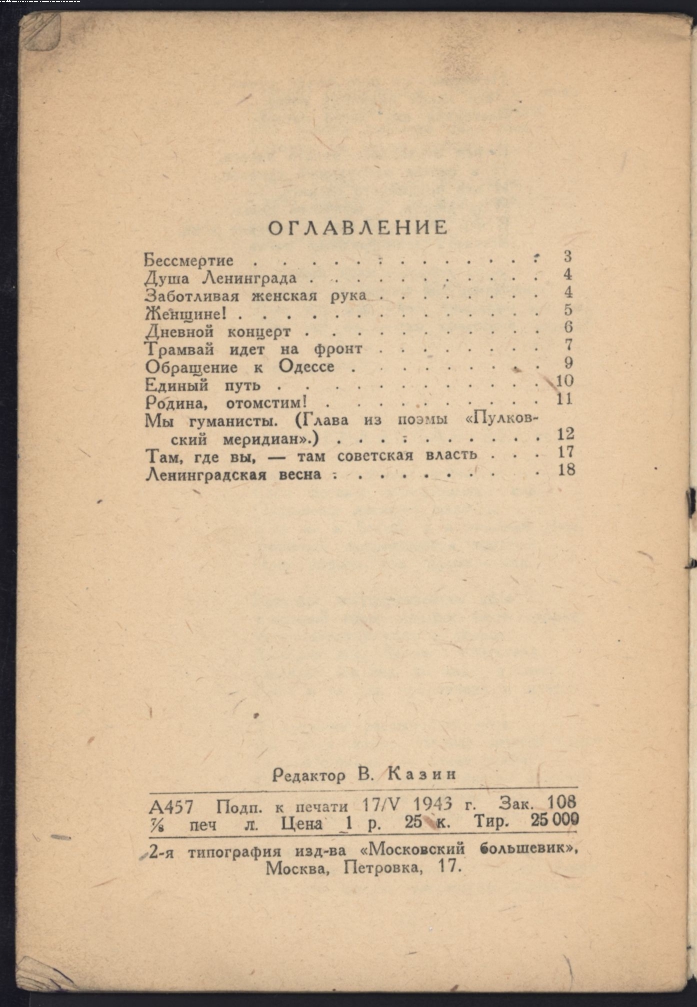 ОГЛАВЛЕНИЕ
Бессмертие . . . . . . . . . . . . . . 3
Душа Ленинграда . . . . . . . . . . . 4
Заботливая женская рука . . . . . . . . 4
Женщине! . . . . . . . . . . . . . . 5
Дневной концерт . . . . . . . . . . . 6
Трамвай идет на фронт . . . . . . . . 7
Обращение к Одессе . . . . . . . . . 9
Единый путь . . . . . . . . . . . . 10
Родина, отомстим! . . . . . . . . . . 11
Мы гуманисты. (Глава из поэмы «Пулков-
ский меридиан».) . . . . . . . . . . 12
Там, где вы, — там советская власть . . . 17
Ленинградская весна . . . . . . . . . 18
Редактор В. Казин
А457 Подп. к печати 17/V 1943 г. Зак. 108
⅞ печ л. Цена 1 р. 25 к. Тир. 25 000
2-я типография изд-ва «Московский большевик»,
Москва, Петровка, 17.